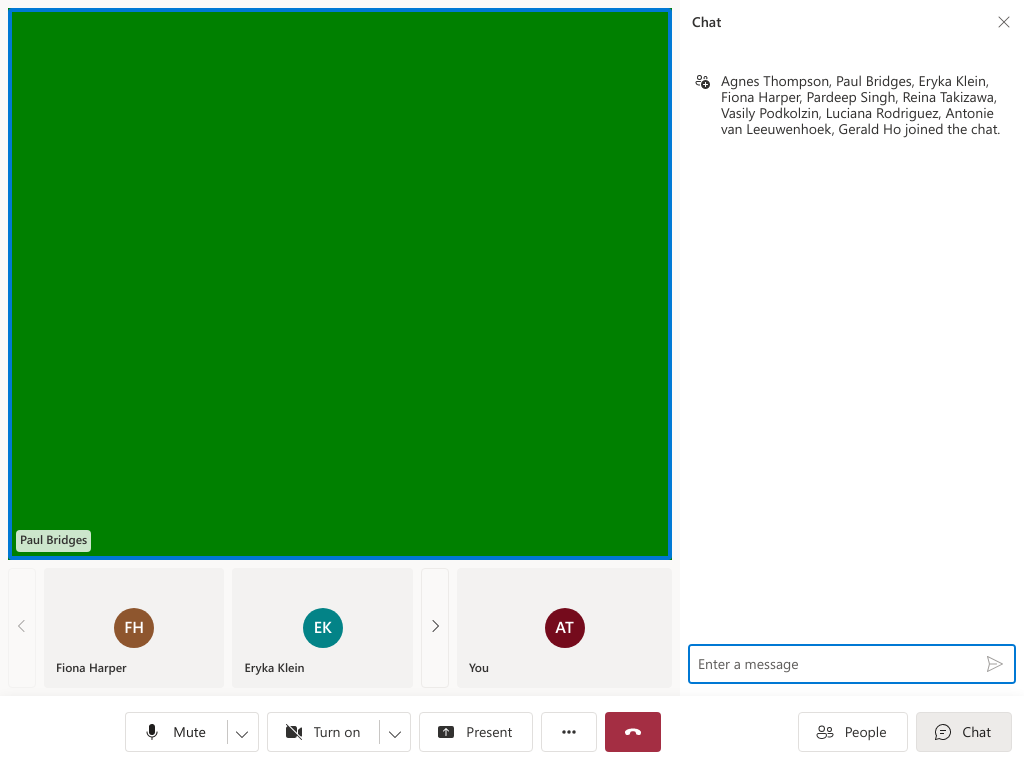 Chat
Agnes Thompson, Paul Bridges, Eryka Klein,
Fiona Harper, Pardeep Singh, Reina Takizawa,
Vasily Podkolzin, Luciana Rodriguez, Antonie
van Leeuwenhoek, Gerald Ho joined the chat.
Paul Bridges
FH
Fiona Harper
EK
Eryka Klein
AT
You
Enter a message
Mute
Turn on
Present
People
Chat